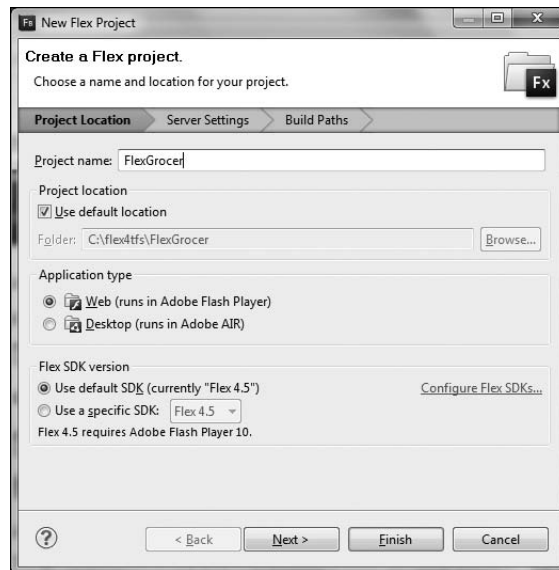 Fs New Flex Project
Create a Flex project.
Choose a name and location for your project.
Fx
Project Location Server Settings Build Paths
Project name: FlexGrocer
Project location
Use default location
Folder: C:\flex4tfs\FlexGrocer Browse...
Application type
Web (runs in Adobe Flash Player)
Desktop (runs in Adobe AIR)
Flex SDK version
Use default SDK (currently "Flex 4.5") Configure Flex SDKs...
Use a specific SDK: Flex 4.5
Flex 4.5 requires Adobe Flash Player 10.
? < Back Next > Finish Cancel